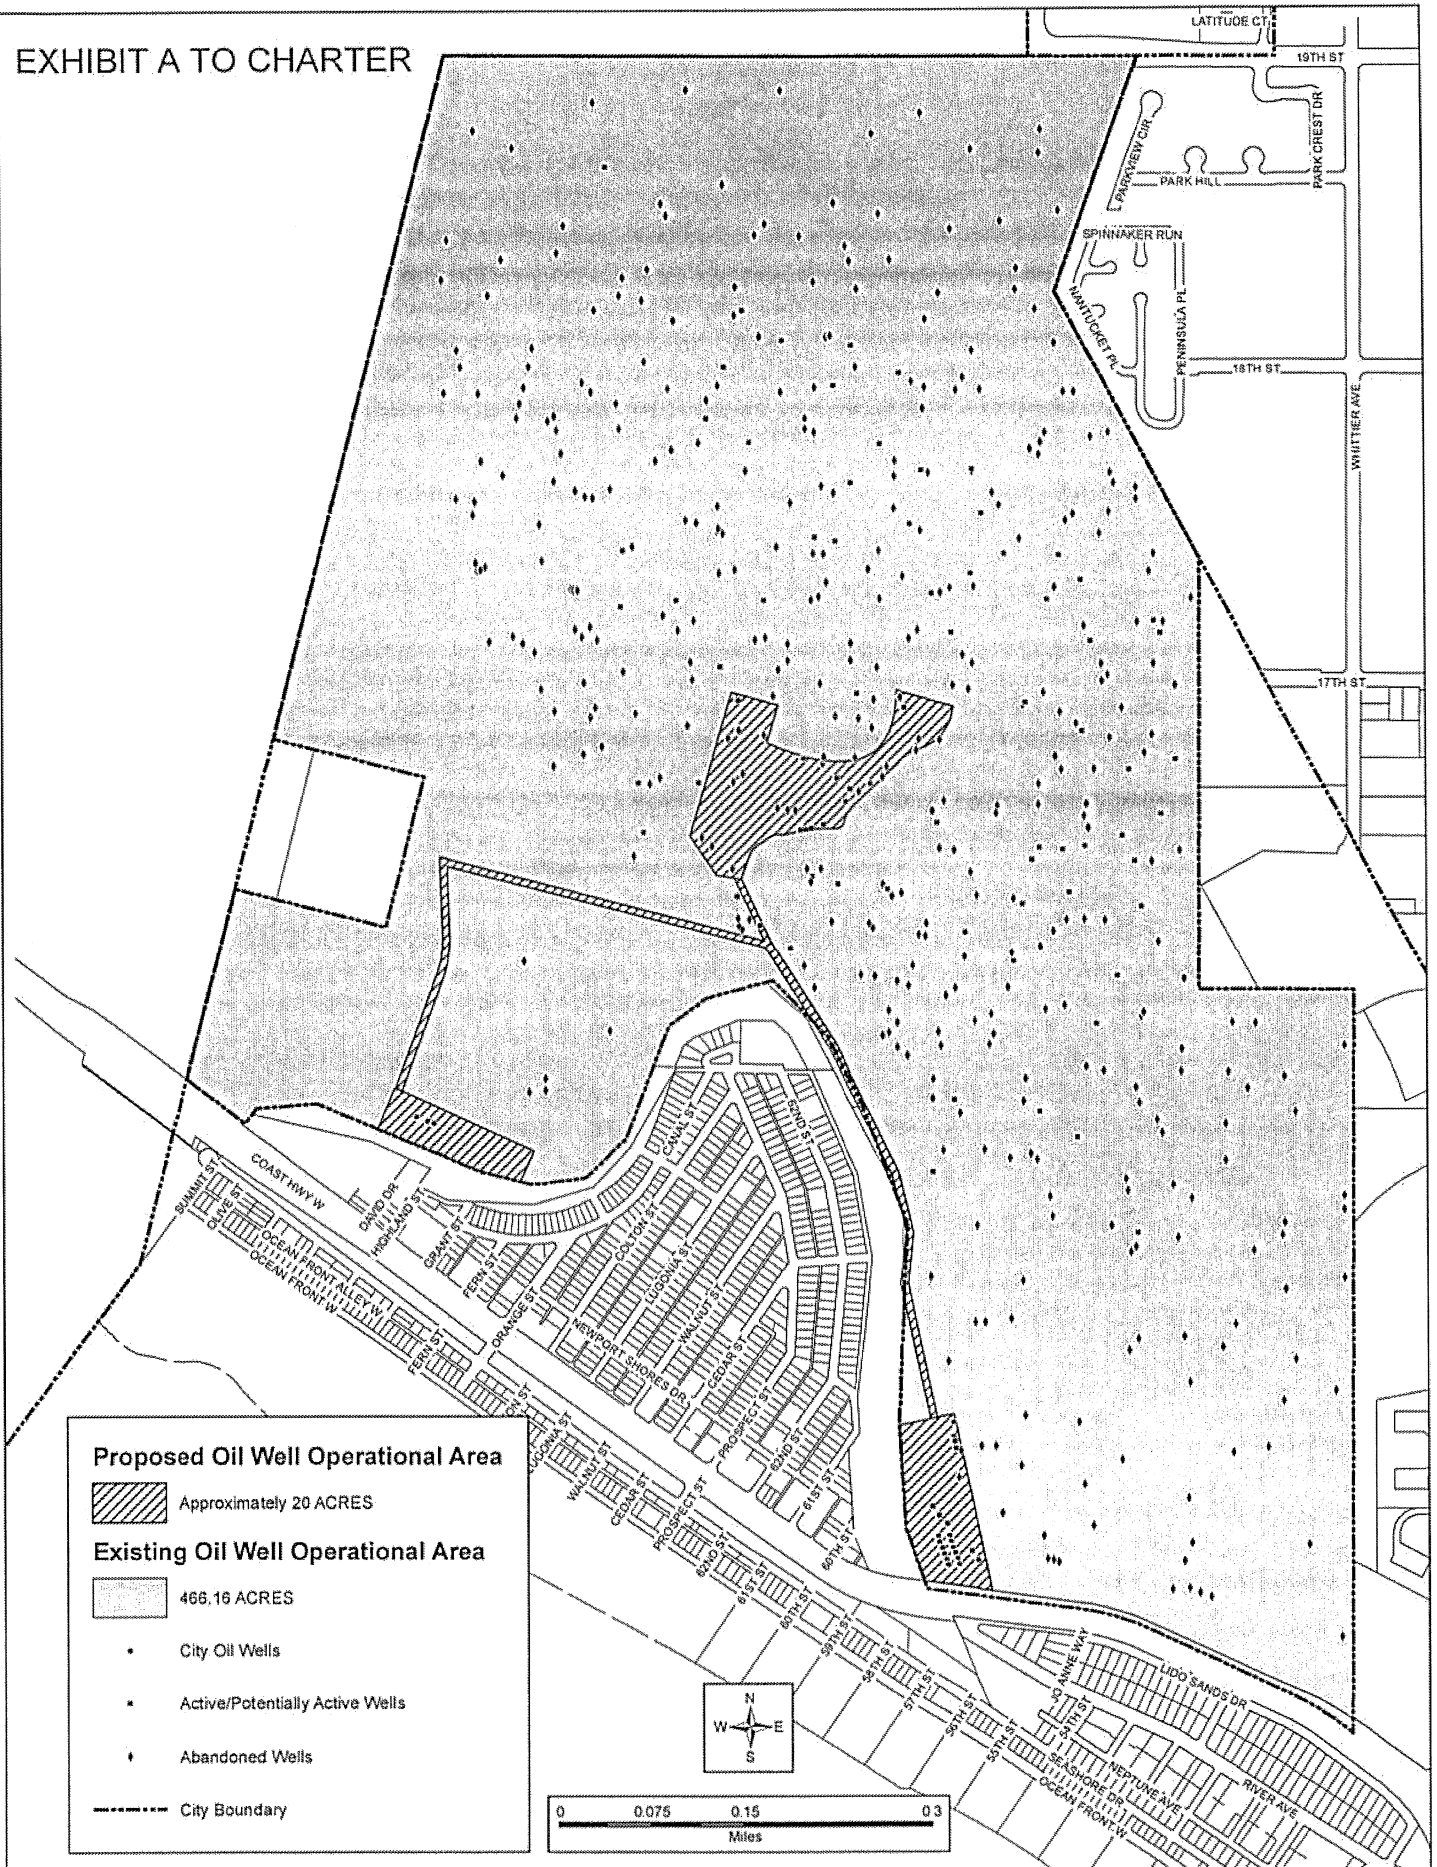 EXHIBIT A TO CHARTER
LATITUDE CT
19TH ST
PARK CREST DR
PARKVIEW CIR
PARK HILL
SPINNAKER RUN
NANTUCKET PL
PENINSULA PL
18TH ST
WHITTIER AVE
17TH ST
62ND ST
CANAL ST
COAST HWY W
SUMMIT ST
OLIVE ST
DAVID DR
HIGHLAND ST
GRANT ST
FERN ST
COLTON ST
LUGONIA ST
WALNUT ST
OCEAN FRONT ALLEY W
OCEAN FRONT W
ORANGE ST
NEWPORT SHORES DR
CEDAR ST
FERN ST
PROSPECT ST
62ND ST
61ST ST
60TH ST
ON ST
LUGONIA ST
WALNUT ST
CEDAR ST
PROSPECT ST
62ND ST
61ST ST
60TH ST
59TH ST
58TH ST
57TH ST
56TH ST
55TH ST
54TH ST
JO ANNE WAY
LIDO SANDS DR
SEASHORE DR
NEPTUNE AVE
OCEAN FRONT W
RIVER AVE
Proposed Oil Well Operational Area
Approximately 20 ACRES
Existing Oil Well Operational Area
466.16 ACRES
City Oil Wells
Active/Potentially Active Wells
Abandoned Wells
City Boundary
N
W E
S
0 0.075 0.15 0.3
Miles